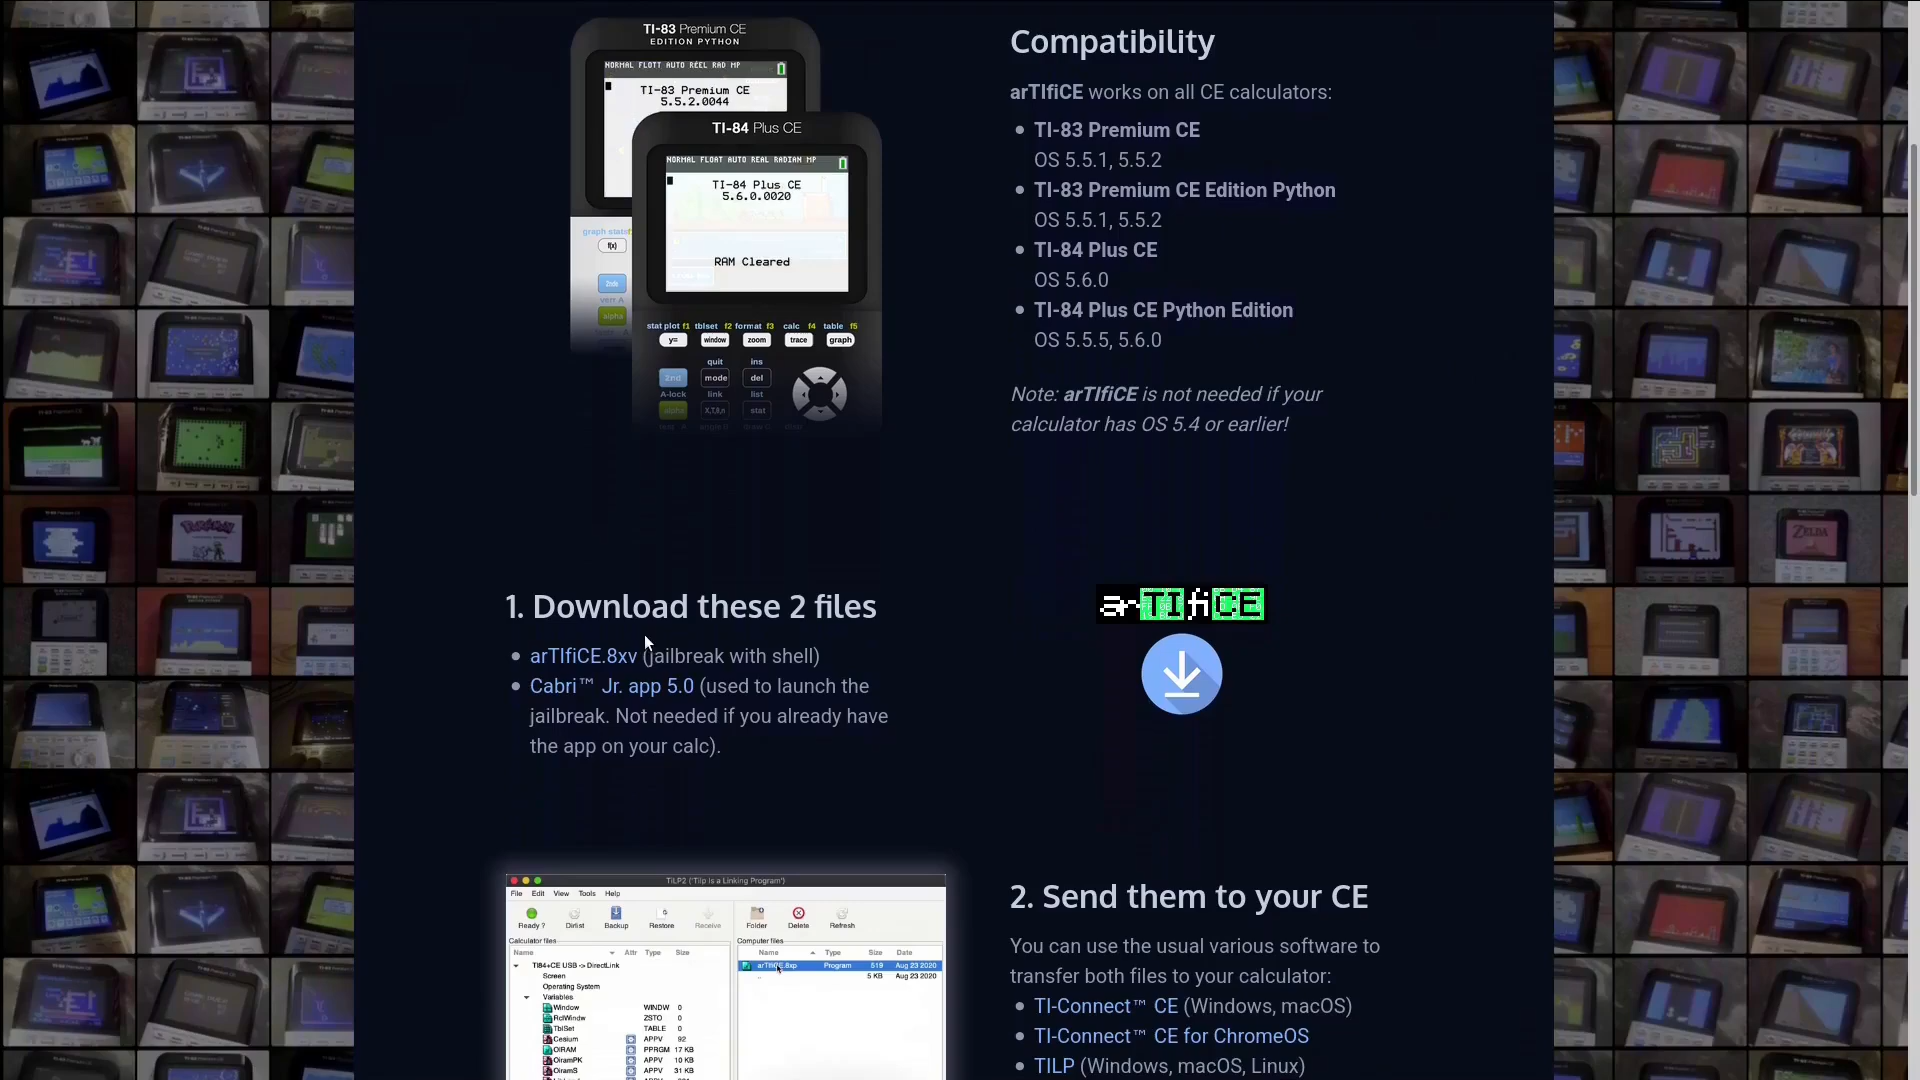 TI-83 Premium CE
EDITION PYTHON
NORMAL FLOTT AUTO RÉEL RAD MP
TI-83 Premium CE
5.5.2.0044
TI-84 Plus CE
NORMAL FLOAT AUTO REAL RADIAN MP
TI-84 Plus CE
5.6.0.0020
RAM Cleared
graph stats
f(x)
2nde
verr A
alpha
stat plot f1 tblset f2 format f3 calc f4 table f5
y= window zoom trace graph
quit ins
2nd mode del
A-lock link list
alpha X,T,θ,n stat
Compatibility
arTIfiCE works on all CE calculators:
TI-83 Premium CE
OS 5.5.1, 5.5.2
TI-83 Premium CE Edition Python
OS 5.5.1, 5.5.2
TI-84 Plus CE
OS 5.6.0
TI-84 Plus CE Python Edition
OS 5.5.5, 5.6.0
Note: arTIfiCE is not needed if your
calculator has OS 5.4 or earlier!
1. Download these 2 files
arTIfiCE.8xv (jailbreak with shell)
Cabri™ Jr. app 5.0 (used to launch the
jailbreak. Not needed if you already have
the app on your calc).
arTIfiCE
TiLP2 ('Tilp is a Linking Program')
File Edit View Tools Help
Ready ? Dirlist Backup Restore Receive Folder Delete Refresh
Calculator files Computer files
Name Attr Type Size Name Type Size Date
TI84+CE USB -> DirectLink arTIfiCE.8xp Program 519 Aug 23 2020
Screen .. 5 KB Aug 23 2020
Operating System
Variables
Window WINDW 0
RclWindw ZSTO 0
TblSet TABLE 0
Cesium APPV 92
OIRAM PPRGM 17 KB
OiramPK APPV 10 KB
OiramS APPV 31 KB
2. Send them to your CE
You can use the usual various software to
transfer both files to your calculator:
TI-Connect™ CE (Windows, macOS)
TI-Connect™ CE for ChromeOS
TILP (Windows, macOS, Linux)